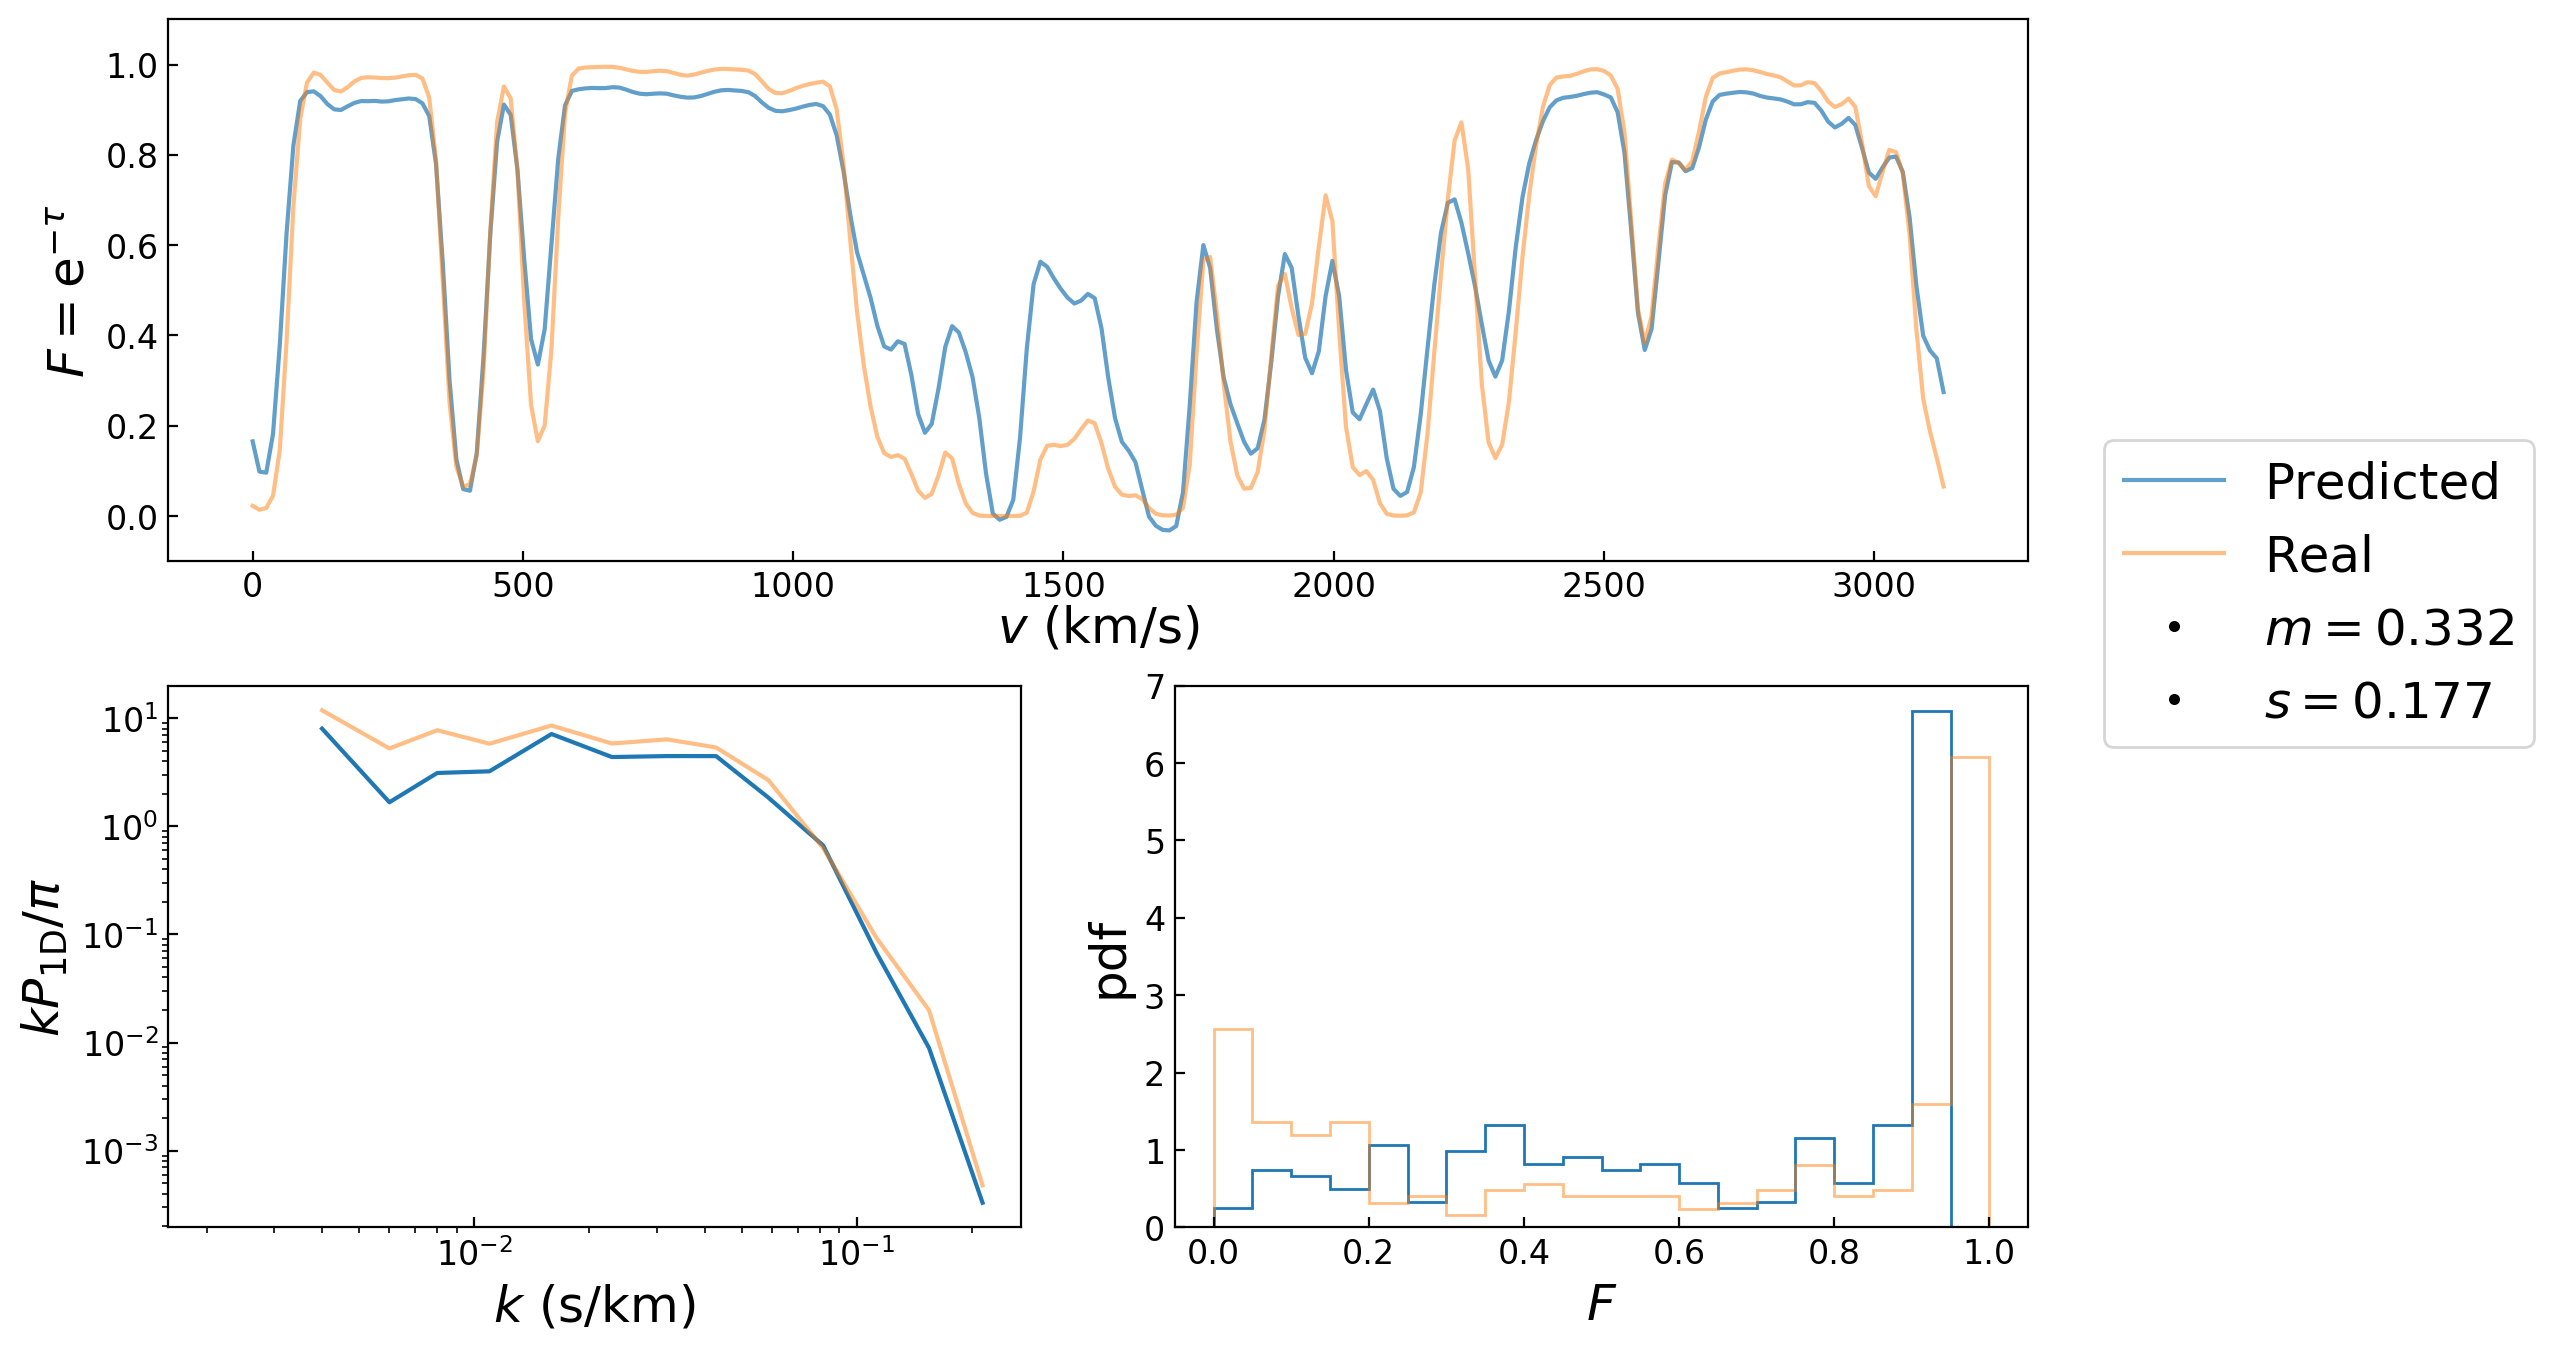 F = e^{−τ}
1.0
0.8
0.6
0.4
0.2
0.0
0 500 1000 1500 2000 2500 3000
v (km/s)
Predicted
Real
m = 0.332
s = 0.177
kP_{1D}/π
10^1
10^0
10^{−1}
10^{−2}
10^{−3}
10^{−2} 10^{−1}
k (s/km)
pdf
7
6
5
4
3
2
1
0
0.0 0.2 0.4 0.6 0.8 1.0
F